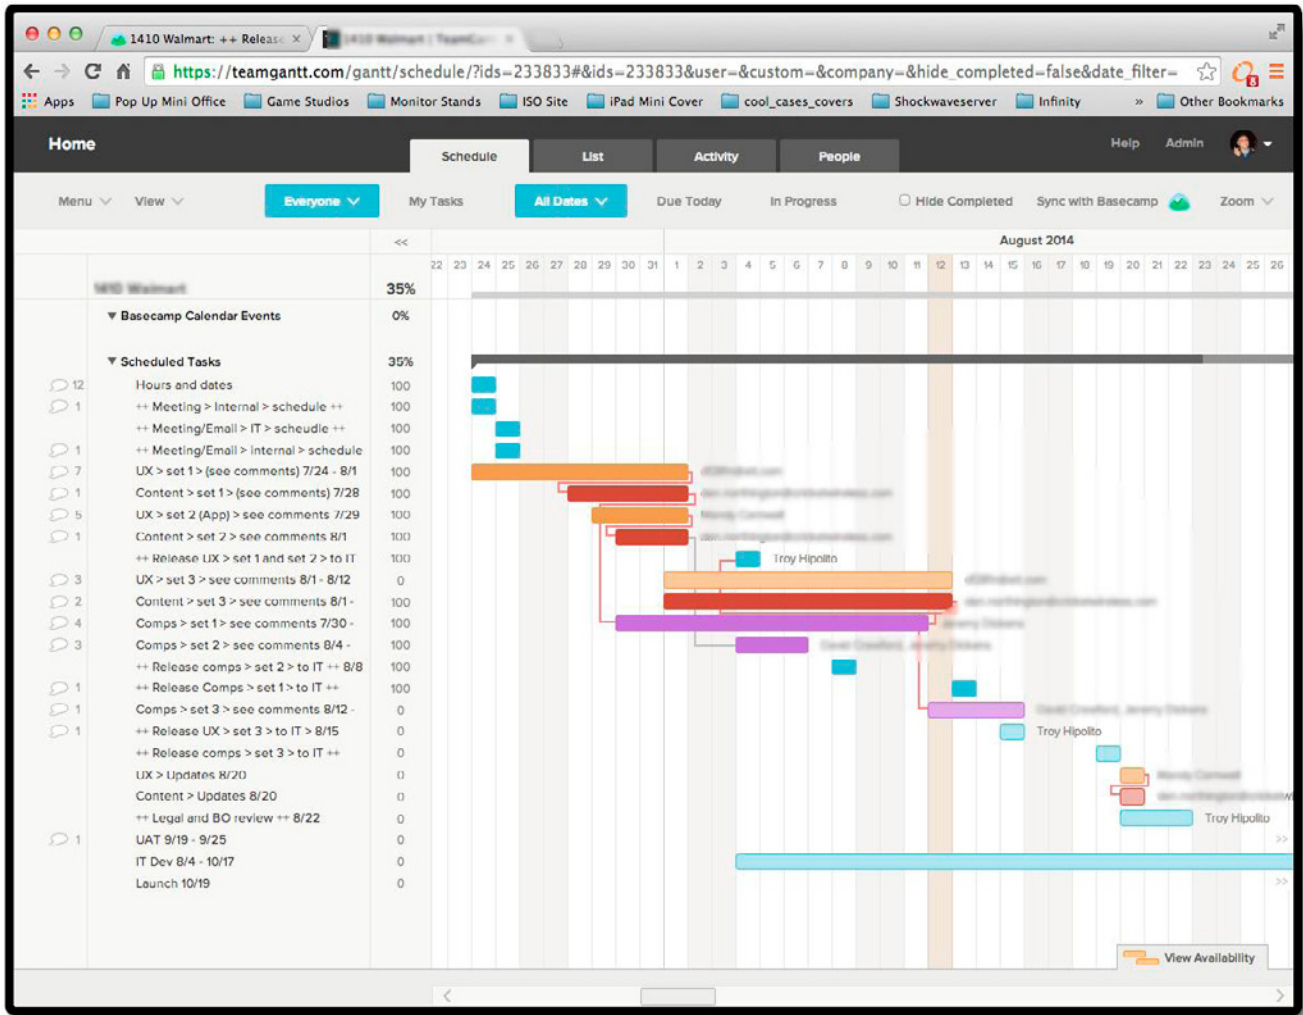 1410 Walmart: ++ Releas ×
1410 Walmart | TeamGan ×
https://teamgantt.com/gantt/schedule/?ids=233833#&ids=233833&user=&custom=&company=&hide_completed=false&date_filter=
Apps Pop Up Mini Office Game Studios Monitor Stands ISO Site iPad Mini Cover cool_cases_covers Shockwaveserver Infinity » Other Bookmarks
Home Schedule List Activity People Help Admin
Menu View Everyone My Tasks All Dates Due Today In Progress Hide Completed Sync with Basecamp Zoom
<< August 2014
22 23 24 25 26 27 28 29 30 31 1 2 3 4 5 6 7 8 9 10 11 12 13 14 15 16 17 18 19 20 21 22 23 24 25 26
1410 Walmart 35%
Basecamp Calendar Events 0%
Scheduled Tasks 35%
12 Hours and dates 100
1 ++ Meeting > Internal > schedule ++ 100
++ Meeting/Email > IT > scheudle ++ 100
1 ++ Meeting/Email > internal > schedule 100
7 UX > set 1 > (see comments) 7/24 - 8/1 100
1 Content > set 1 > (see comments) 7/28 100
5 UX > set 2 (App) > see comments 7/29 100
1 Content > set 2 > see comments 8/1 100
++ Release UX > set 1 and set 2 > to IT 100 Troy Hipolito
3 UX > set 3 > see comments 8/1 - 8/12 0
2 Content > set 3 > see comments 8/1 - 100
4 Comps > set 1 > see comments 7/30 - 100
3 Comps > set 2 > see comments 8/4 - 100
++ Release comps > set 2 > to IT ++ 8/8 100
1 ++ Release Comps > set 1 > to IT ++ 100
1 Comps > set 3 > see comments 8/12 - 0
1 ++ Release UX > set 3 > to IT > 8/15 0 Troy Hipolito
++ Release comps > set 3 > to IT ++ 0
UX > Updates 8/20 0
Content > Updates 8/20 0
++ Legal and BO review ++ 8/22 0 Troy Hipolito
1 UAT 9/19 - 9/25 0 >>
IT Dev 8/4 - 10/17 0
Launch 10/19 0 >>
View Availability